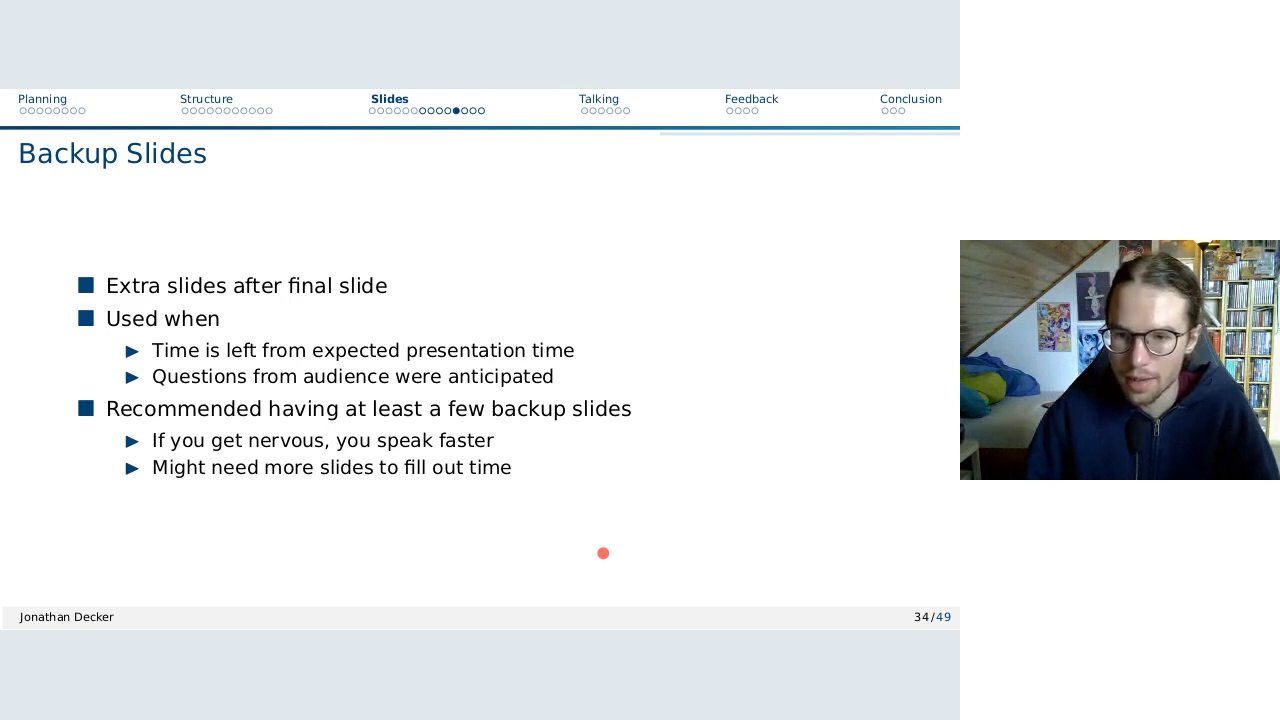 Planning
Structure
Slides
Talking
Feedback
Conclusion
Backup Slides
Extra slides after final slide
Used when
Time is left from expected presentation time
Questions from audience were anticipated
Recommended having at least a few backup slides
If you get nervous, you speak faster
Might need more slides to fill out time
Jonathan Decker
34/49